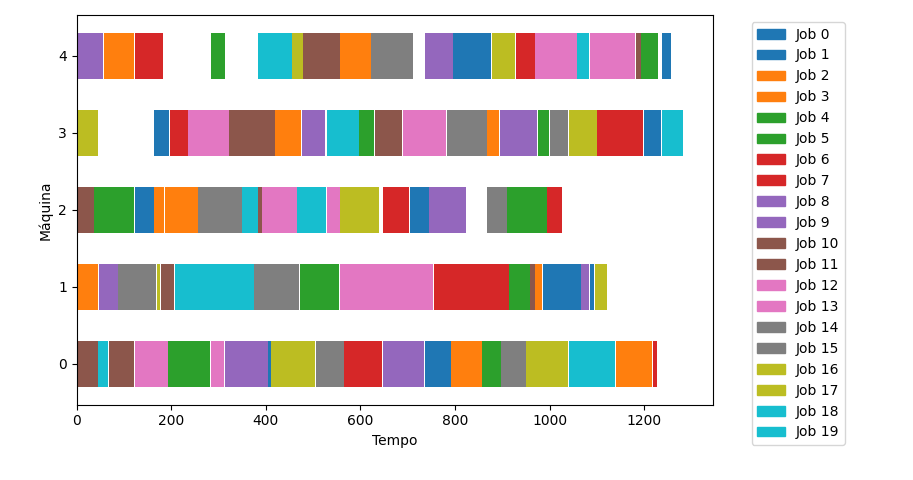 4
3
2
1
0
Máquina
0 200 400 600 800 1000 1200
Tempo
Job 0
Job 1
Job 2
Job 3
Job 4
Job 5
Job 6
Job 7
Job 8
Job 9
Job 10
Job 11
Job 12
Job 13
Job 14
Job 15
Job 16
Job 17
Job 18
Job 19